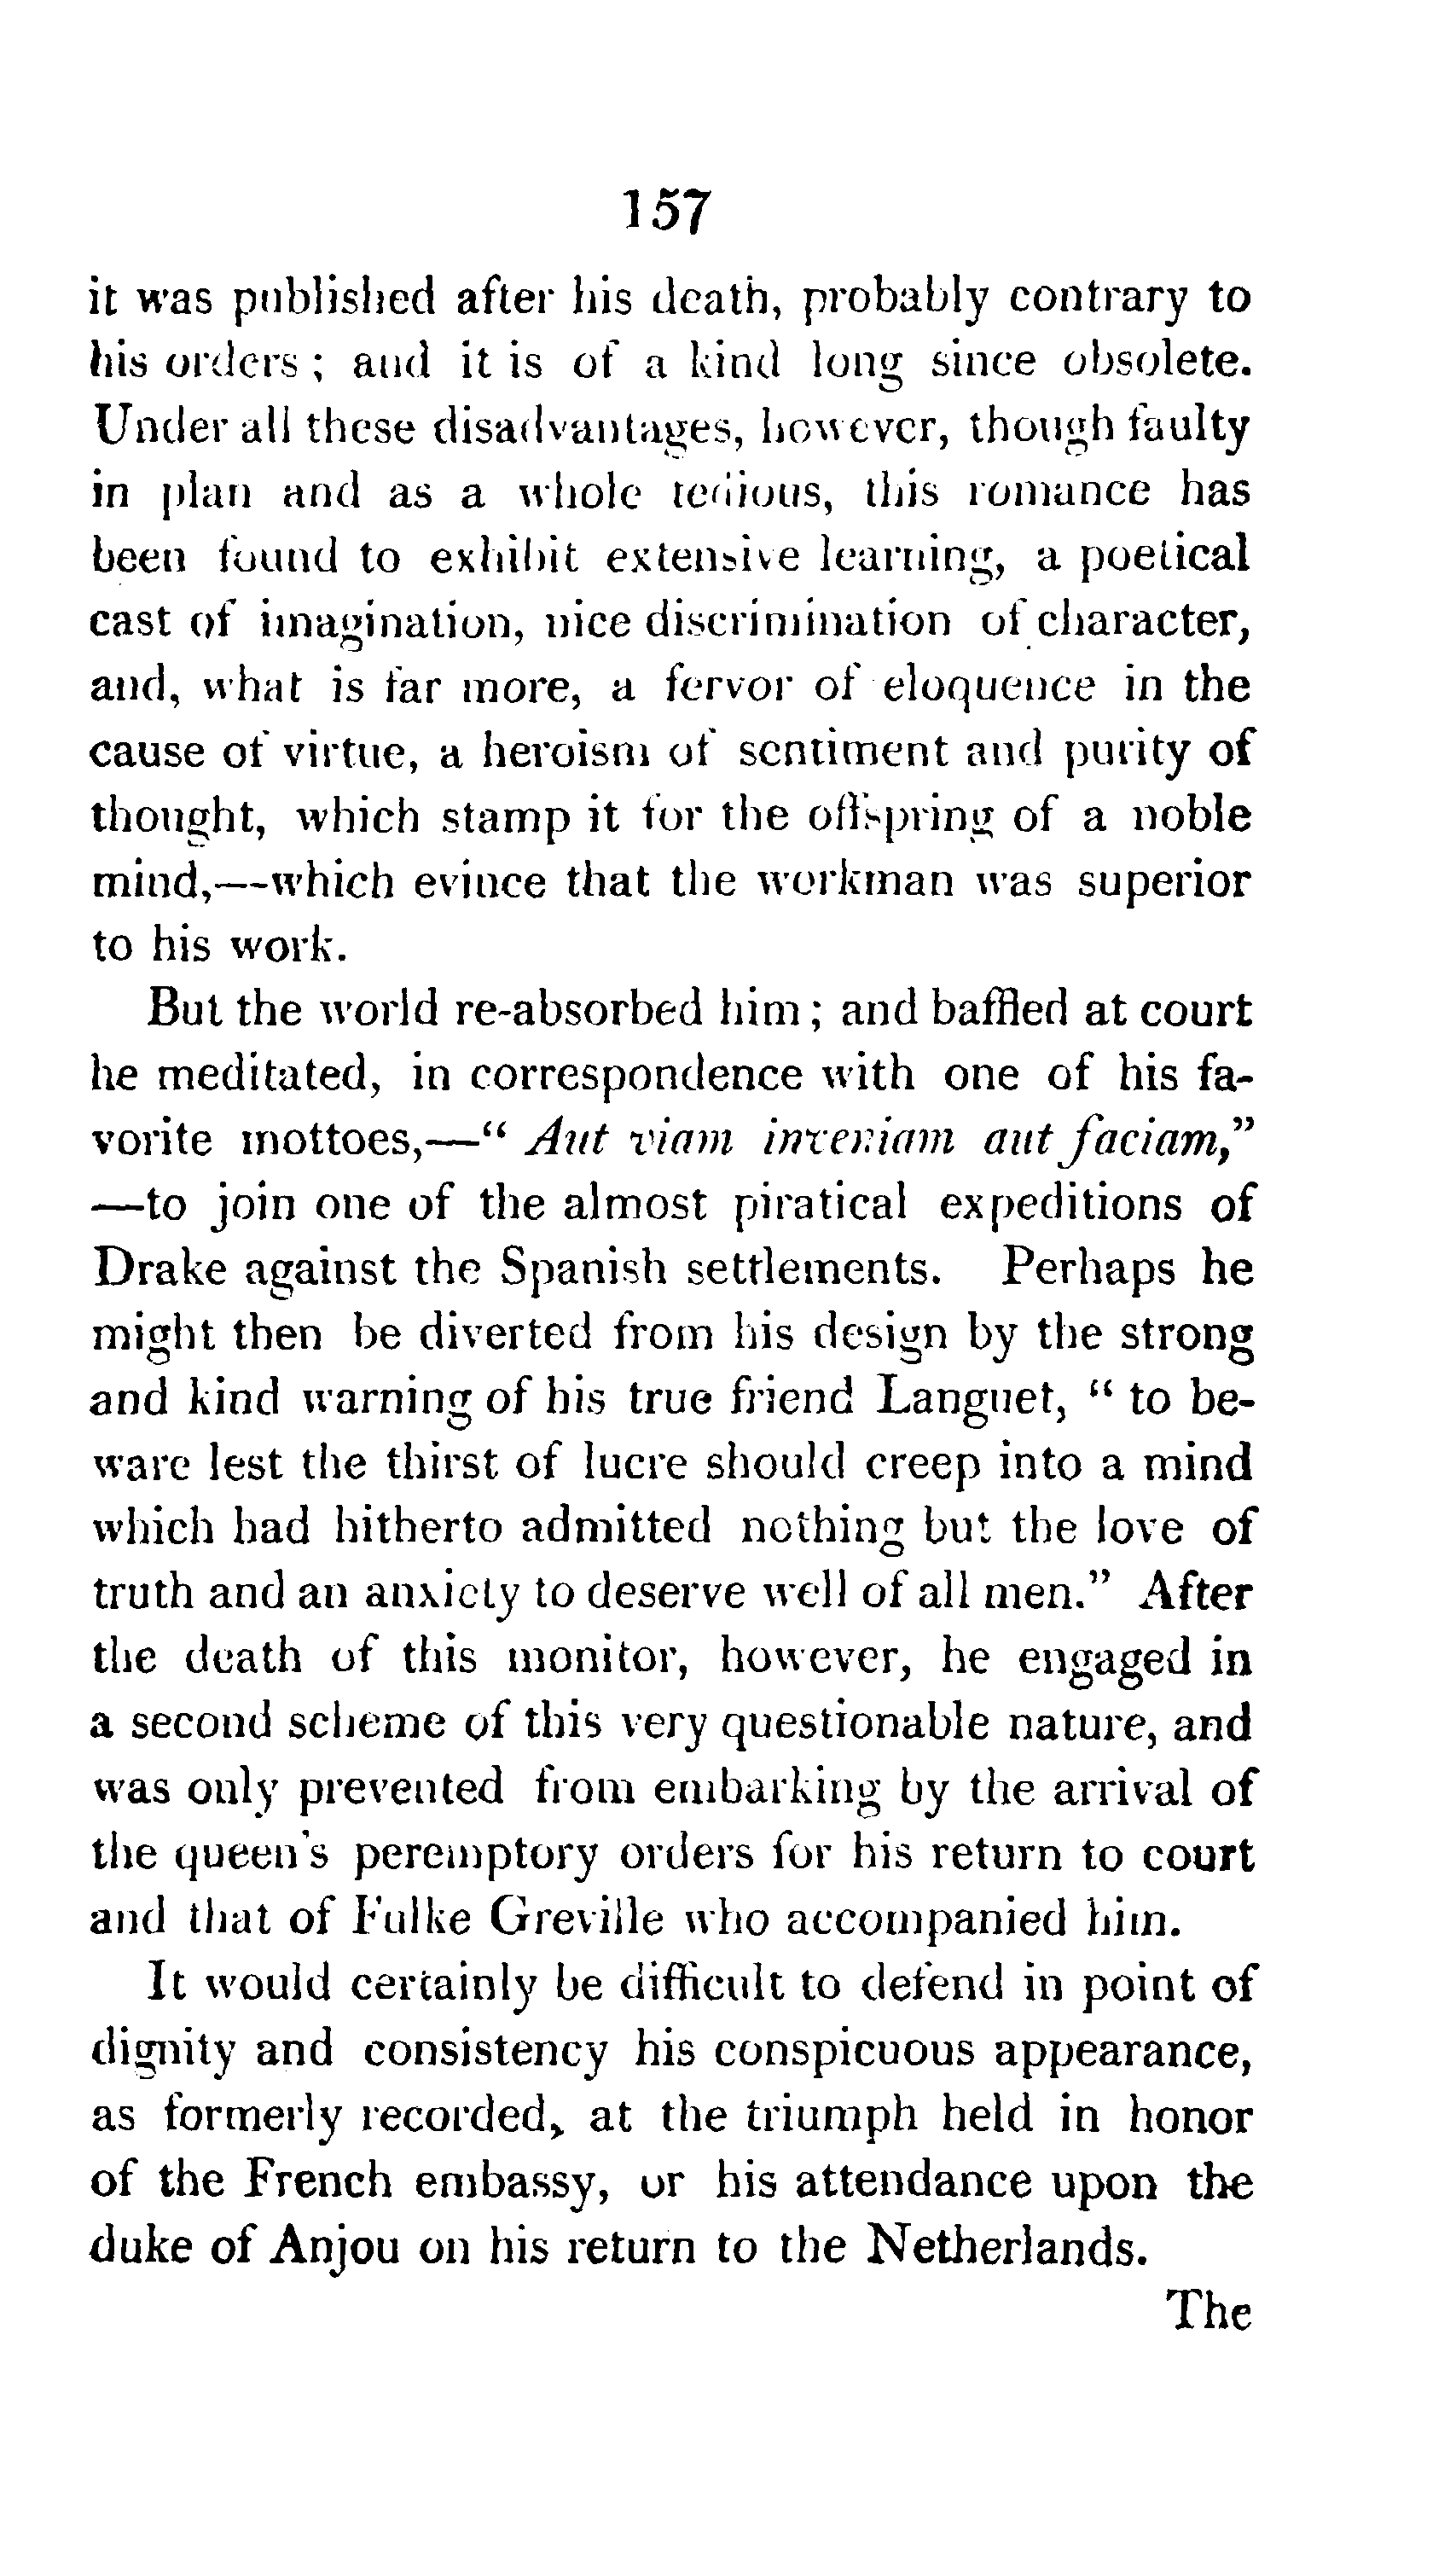 157
it was published after his death, probably contrary to
his orders; and it is of a kind long since obsolete.
Under all these disadvantages, however, though faulty
in plan and as a whole tedious, this romance has
been found to exhibit extensive learning, a poetical
cast of imagination, nice discrimination of character,
and, what is far more, a fervor of eloquence in the
cause of virtue, a heroism of sentiment and purity of
thought, which stamp it for the offspring of a noble
mind,—which evince that the workman was superior
to his work.
But the world re-absorbed him; and baffled at court
he meditated, in correspondence with one of his fa-
vorite mottoes,—“ Aut viam inveniam aut faciam,”
—to join one of the almost piratical expeditions of
Drake against the Spanish settlements. Perhaps he
might then be diverted from his design by the strong
and kind warning of his true friend Languet, “ to be-
ware lest the thirst of lucre should creep into a mind
which had hitherto admitted nothing but the love of
truth and an anxiety to deserve well of all men.” After
the death of this monitor, however, he engaged in
a second scheme of this very questionable nature, and
was only prevented from embarking by the arrival of
the queen's peremptory orders for his return to court
and that of Fulke Greville who accompanied him.
It would certainly be difficult to defend in point of
dignity and consistency his conspicuous appearance,
as formerly recorded, at the triumph held in honor
of the French embassy, or his attendance upon the
duke of Anjou on his return to the Netherlands.
The